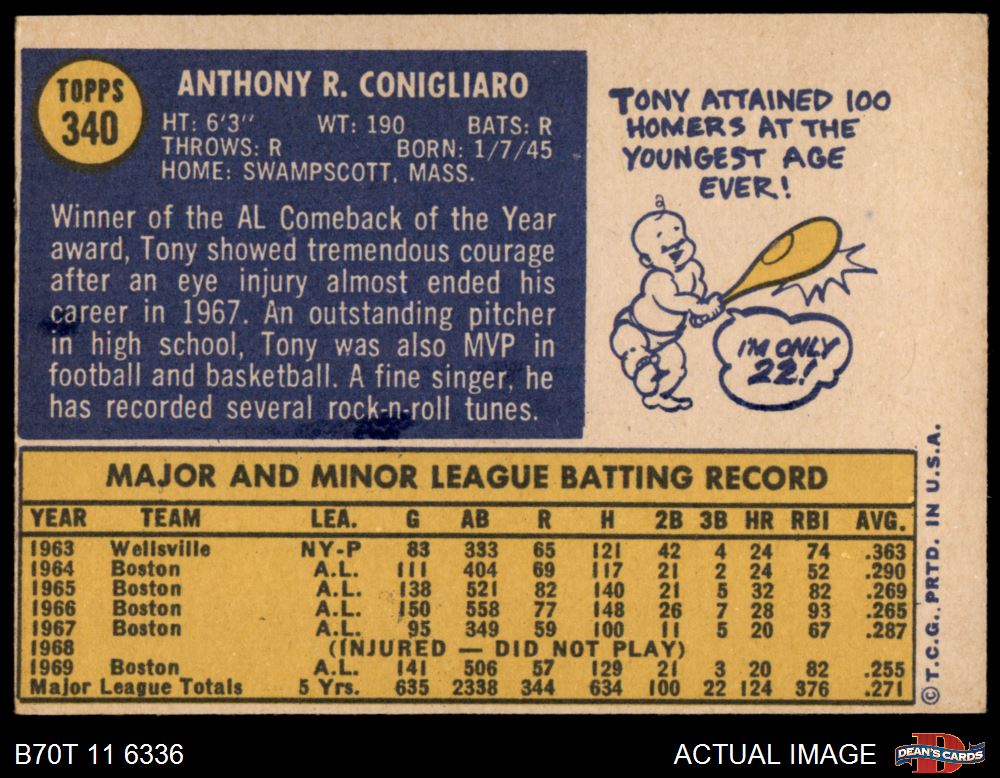 TOPPS
340
ANTHONY R. CONIGLIARO
HT: 6'3" WT: 190 BATS: R
THROWS: R BORN: 1/7/45
HOME: SWAMPSCOTT, MASS.
Winner of the AL Comeback of the Year
award, Tony showed tremendous courage
after an eye injury almost ended his
career in 1967. An outstanding pitcher
in high school, Tony was also MVP in
football and basketball. A fine singer, he
has recorded several rock-n-roll tunes.
TONY ATTAINED 100
HOMERS AT THE
YOUNGEST AGE
EVER!
I'M ONLY
22!
MAJOR AND MINOR LEAGUE BATTING RECORD
YEAR TEAM LEA. G AB R H 2B 3B HR RBI AVG.
1963 Wellsville NY-P 83 333 65 121 42 4 24 74 .363
1964 Boston A.L. 111 404 69 117 21 2 24 52 .290
1965 Boston A.L. 138 521 82 140 21 5 32 82 .269
1966 Boston A.L. 150 558 77 148 26 7 28 93 .265
1967 Boston A.L. 95 349 59 100 11 5 20 67 .287
1968 (INJURED — DID NOT PLAY)
1969 Boston A.L. 141 506 57 129 21 3 20 82 .255
Major League Totals 5 Yrs. 635 2338 344 634 100 22 124 376 .271
© T.C.G. PRTD. IN U.S.A.
B70T 11 6336
ACTUAL IMAGE
DEAN'S CARDS